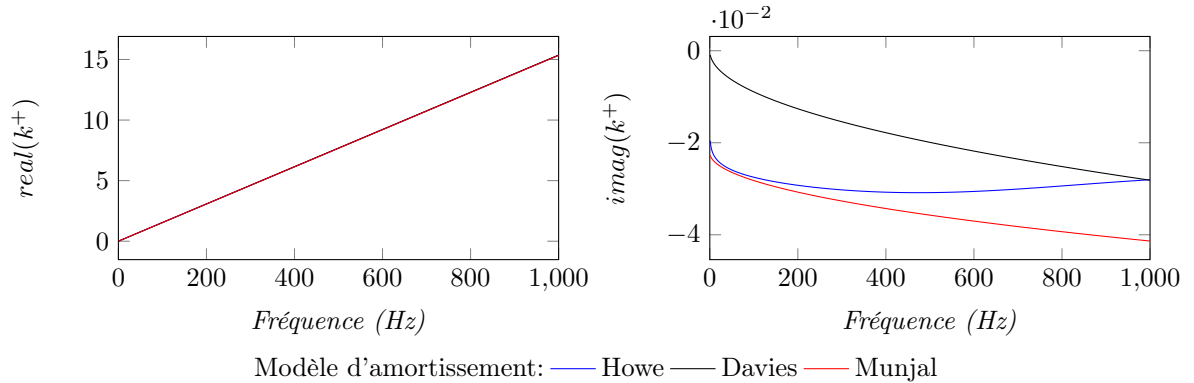 ·10⁻²
15
10
5
0
real(k⁺)
0 200 400 600 800 1,000
Fréquence (Hz)
0
−2
−4
imag(k⁺)
0 200 400 600 800 1,000
Fréquence (Hz)
Modèle d'amortissement: Howe Davies Munjal